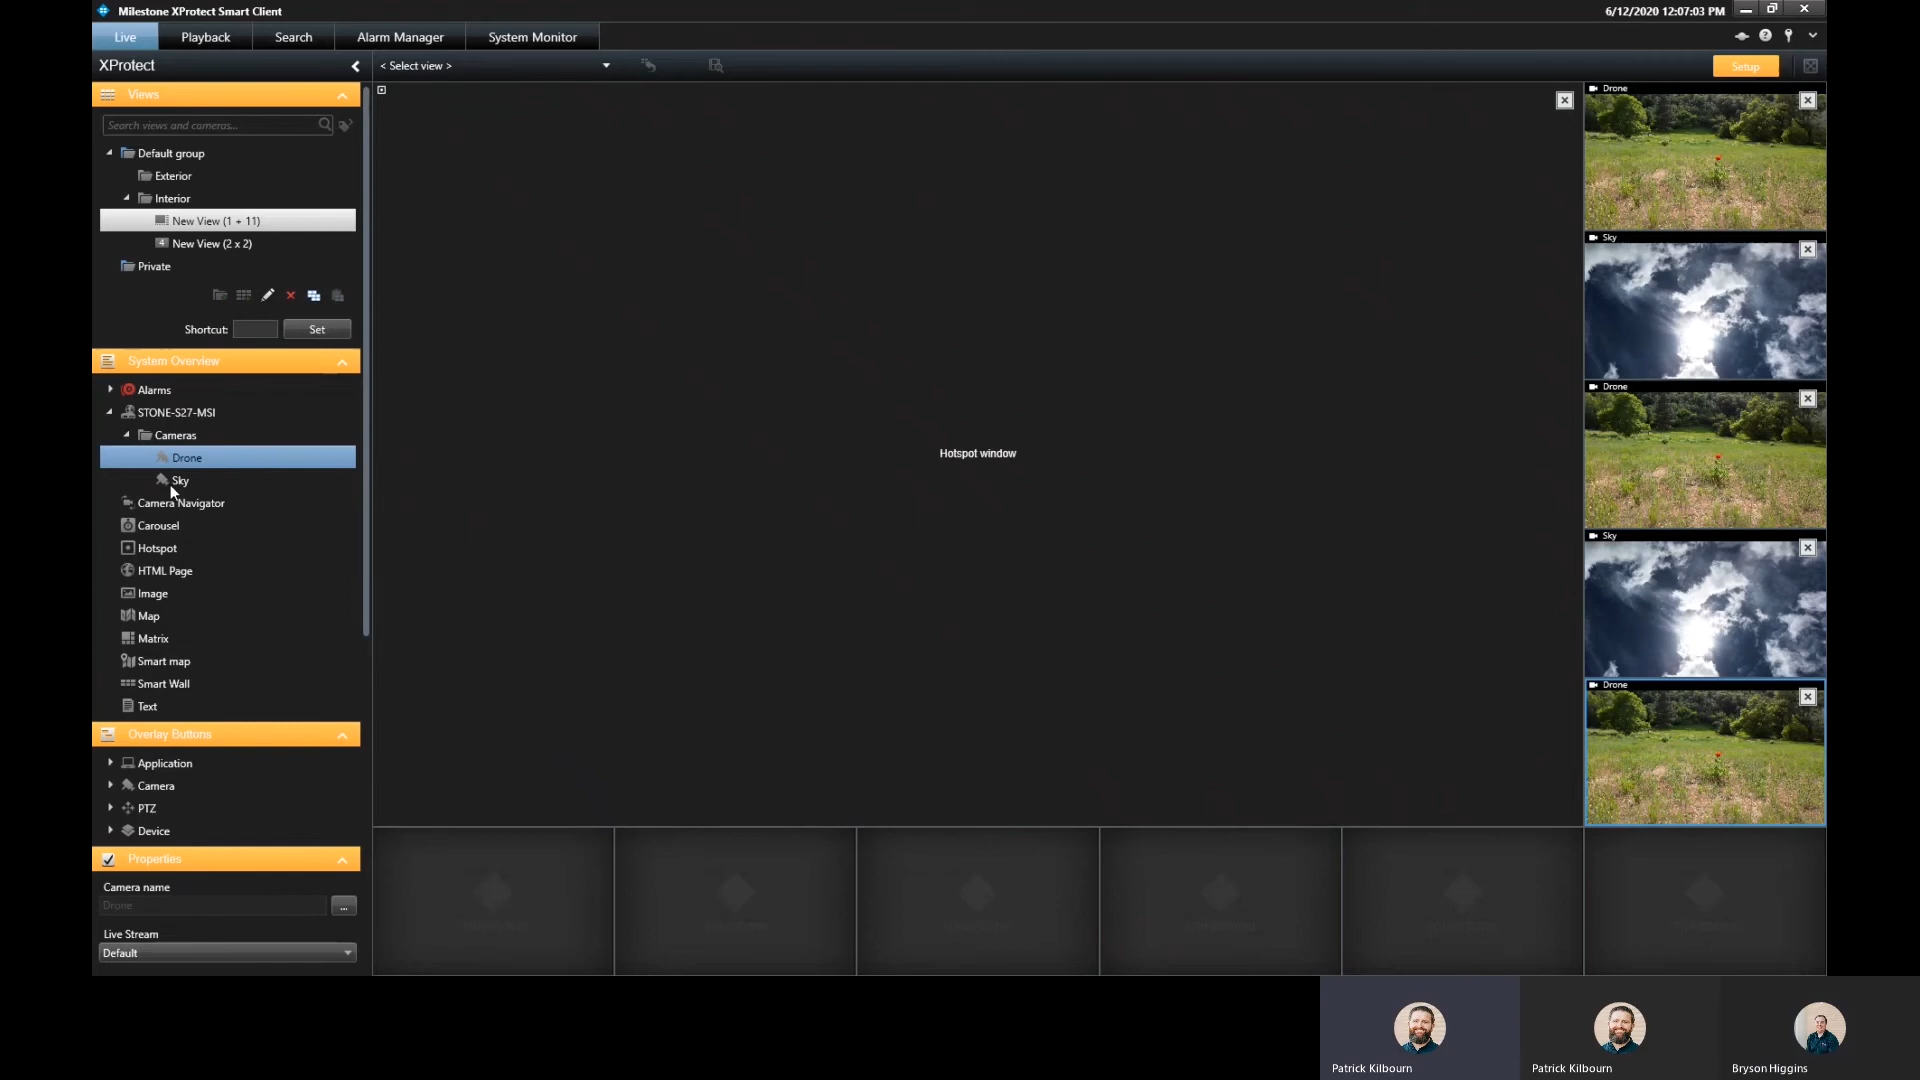 Milestone XProtect Smart Client
6/12/2020 12:07:03 PM
Live
Playback
Search
Alarm Manager
System Monitor
XProtect
< Select view >
Setup
Views
Search views and cameras...
Default group
Exterior
Interior
New View (1 + 11)
4 New View (2 x 2)
Private
Shortcut:
Set
System Overview
Alarms
STONE-S27-MSI
Cameras
Drone
Sky
Camera Navigator
Carousel
Hotspot
HTML Page
Image
Map
Matrix
Smart map
Smart Wall
Text
Overlay Buttons
Application
Camera
PTZ
Device
Properties
Camera name
Drone
...
Live Stream
Default
Hotspot window
Drone
Sky
Drone
Sky
Drone
Patrick Kilbourn
Patrick Kilbourn
Bryson Higgins